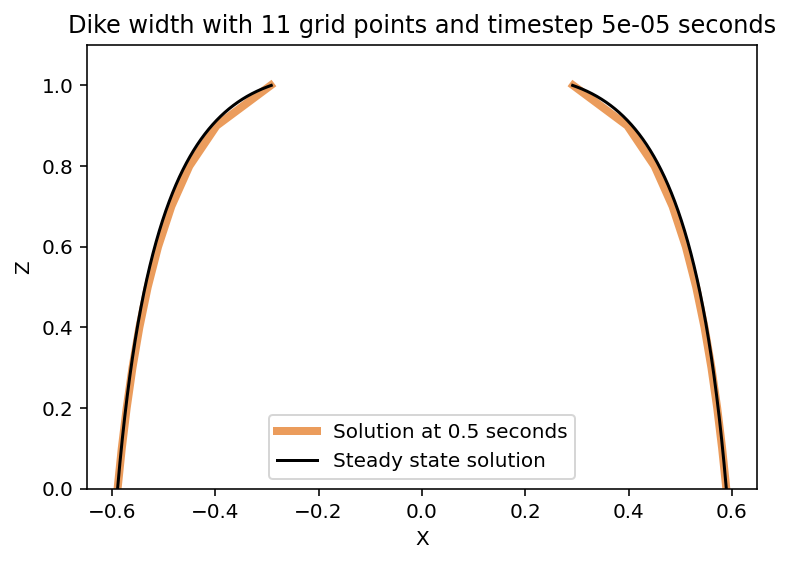 Dike width with 11 grid points and timestep 5e-05 seconds
Z
1.0
0.8
0.6
0.4
0.2
0.0
Solution at 0.5 seconds
Steady state solution
−0.6 −0.4 −0.2 0.0 0.2 0.4 0.6
X